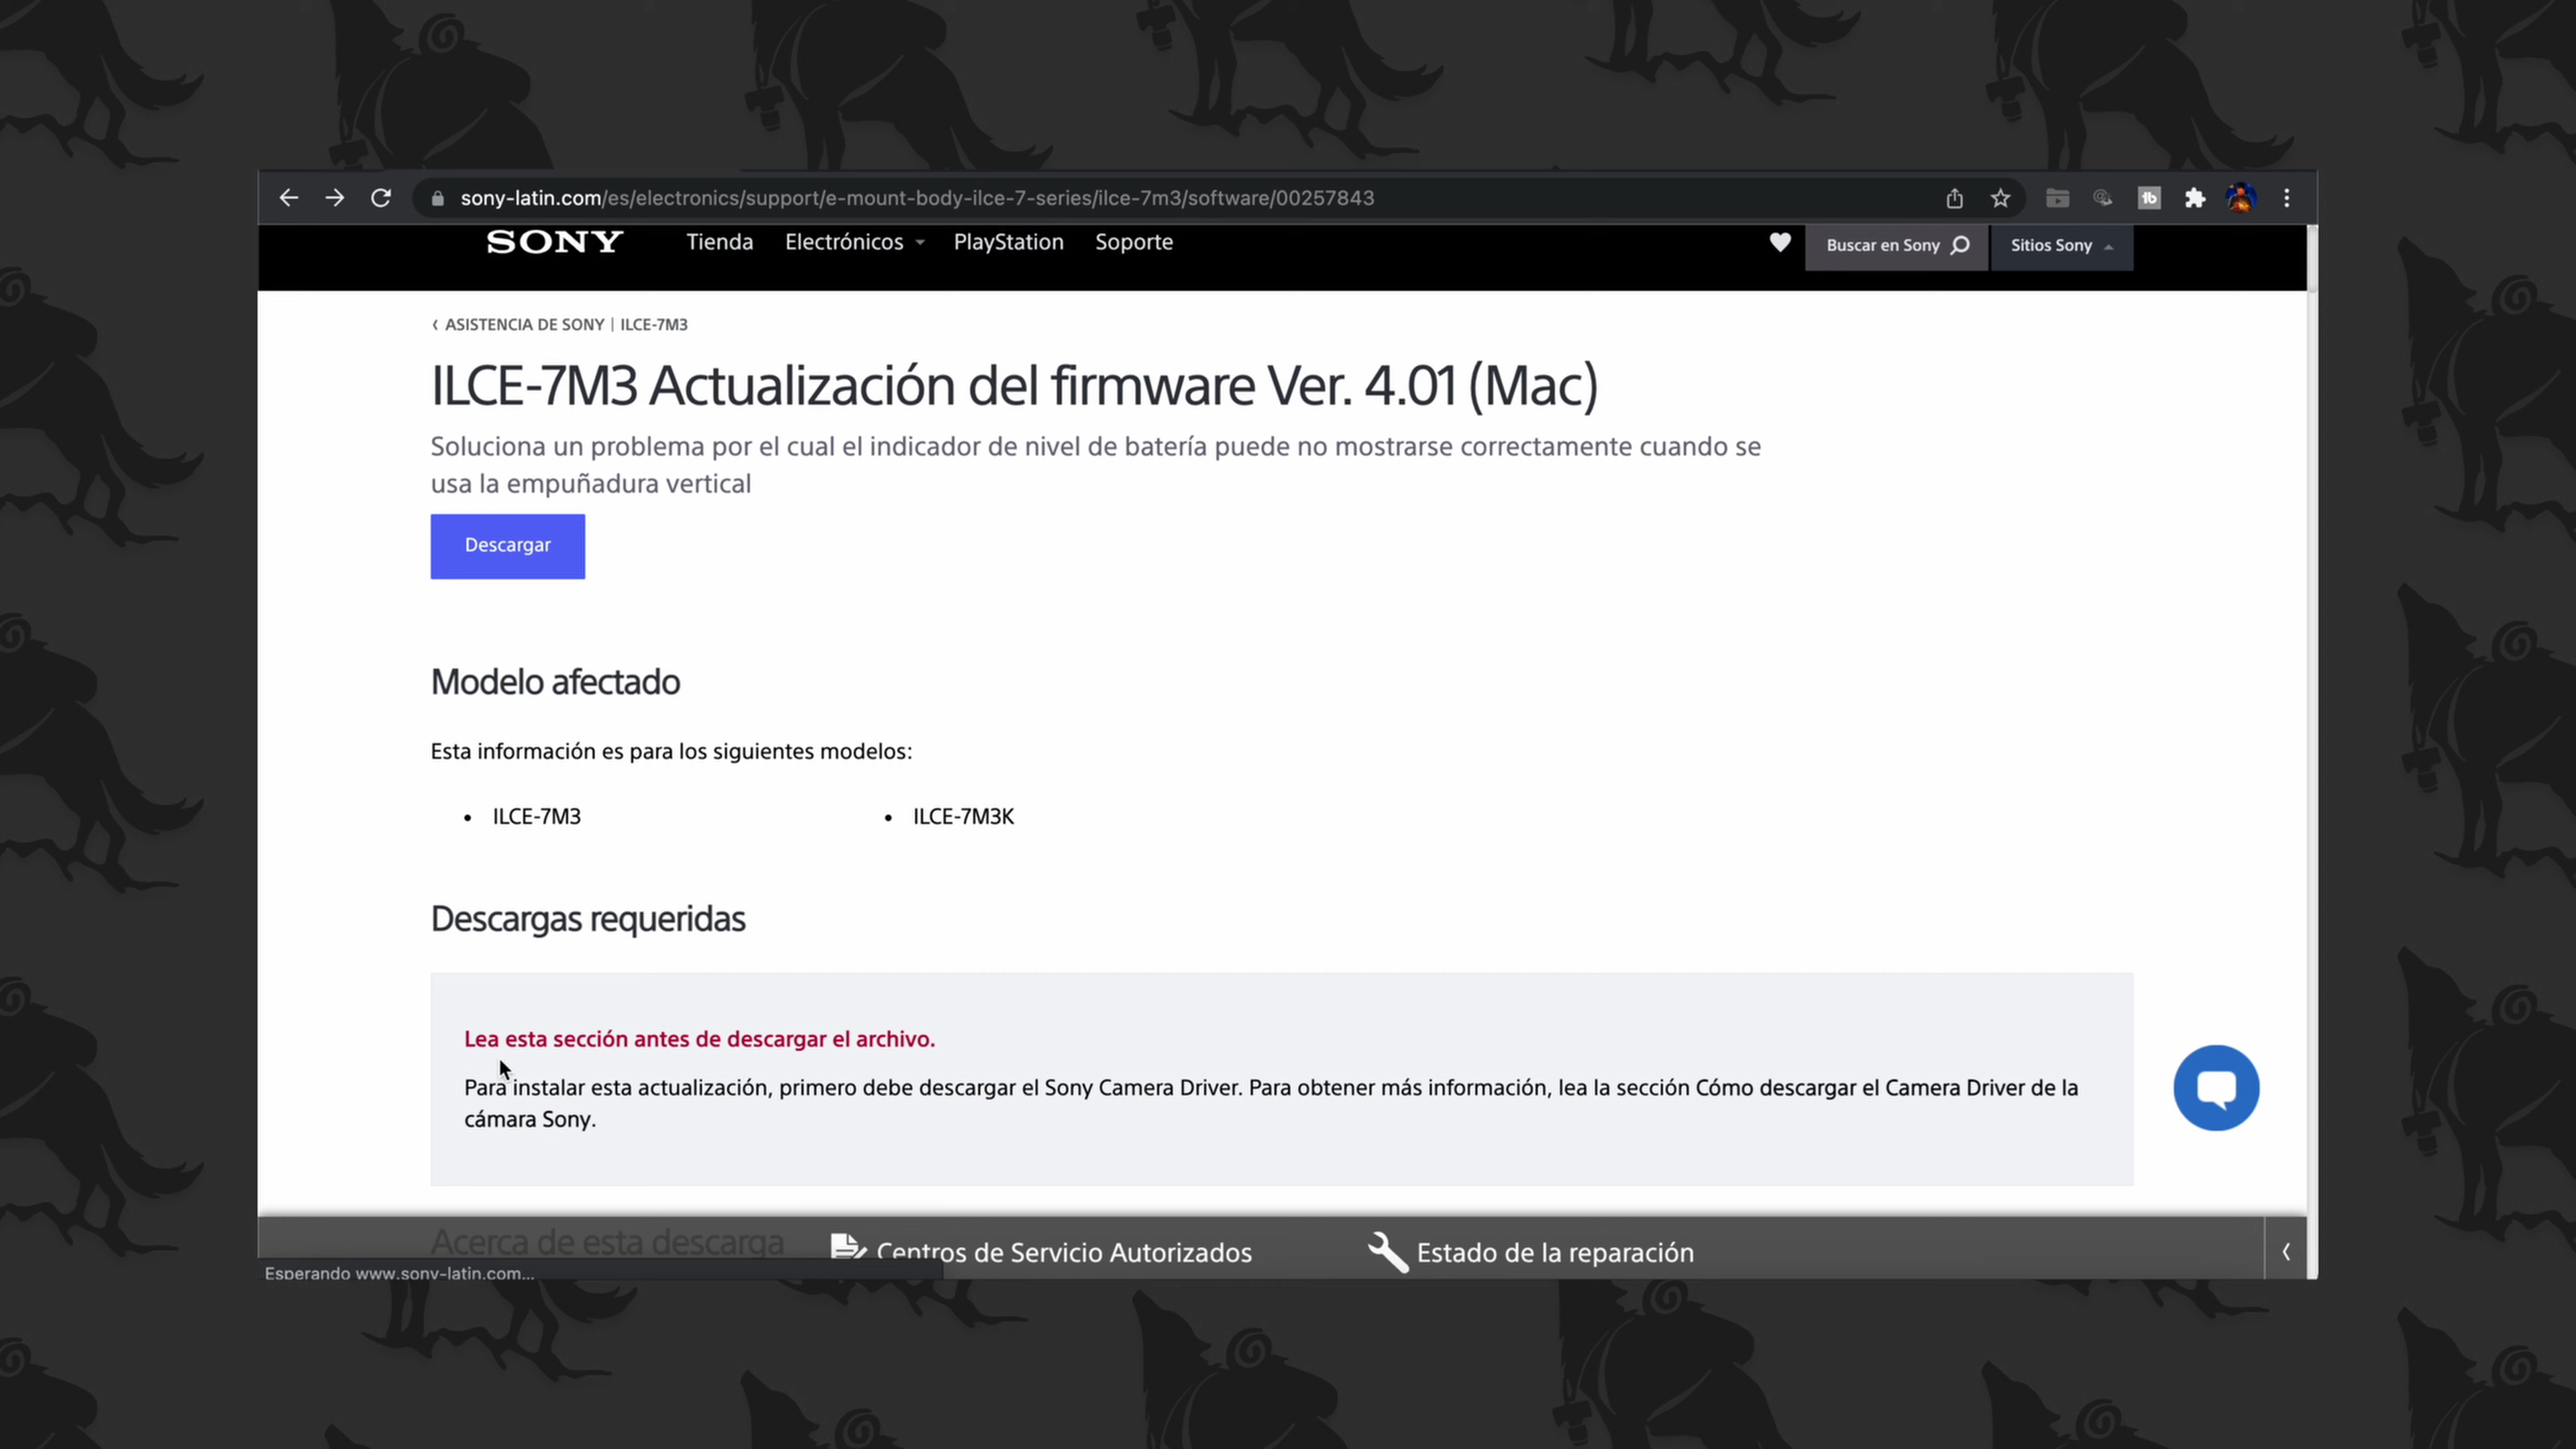 sony-latin.com/es/electronics/support/e-mount-body-ilce-7-series/ilce-7m3/software/00257843
SONY Tienda Electrónicos PlayStation Soporte Buscar en Sony Sitios Sony
‹ ASISTENCIA DE SONY | ILCE-7M3
ILCE-7M3 Actualización del firmware Ver. 4.01 (Mac)
Soluciona un problema por el cual el indicador de nivel de batería puede no mostrarse correctamente cuando se
usa la empuñadura vertical
Descargar
Modelo afectado
Esta información es para los siguientes modelos:
• ILCE-7M3 • ILCE-7M3K
Descargas requeridas
Lea esta sección antes de descargar el archivo.
Para instalar esta actualización, primero debe descargar el Sony Camera Driver. Para obtener más información, lea la sección Cómo descargar el Camera Driver de la
cámara Sony.
Acerca de esta descarga
Centros de Servicio Autorizados Estado de la reparación
Esperando www.sony-latin.com...